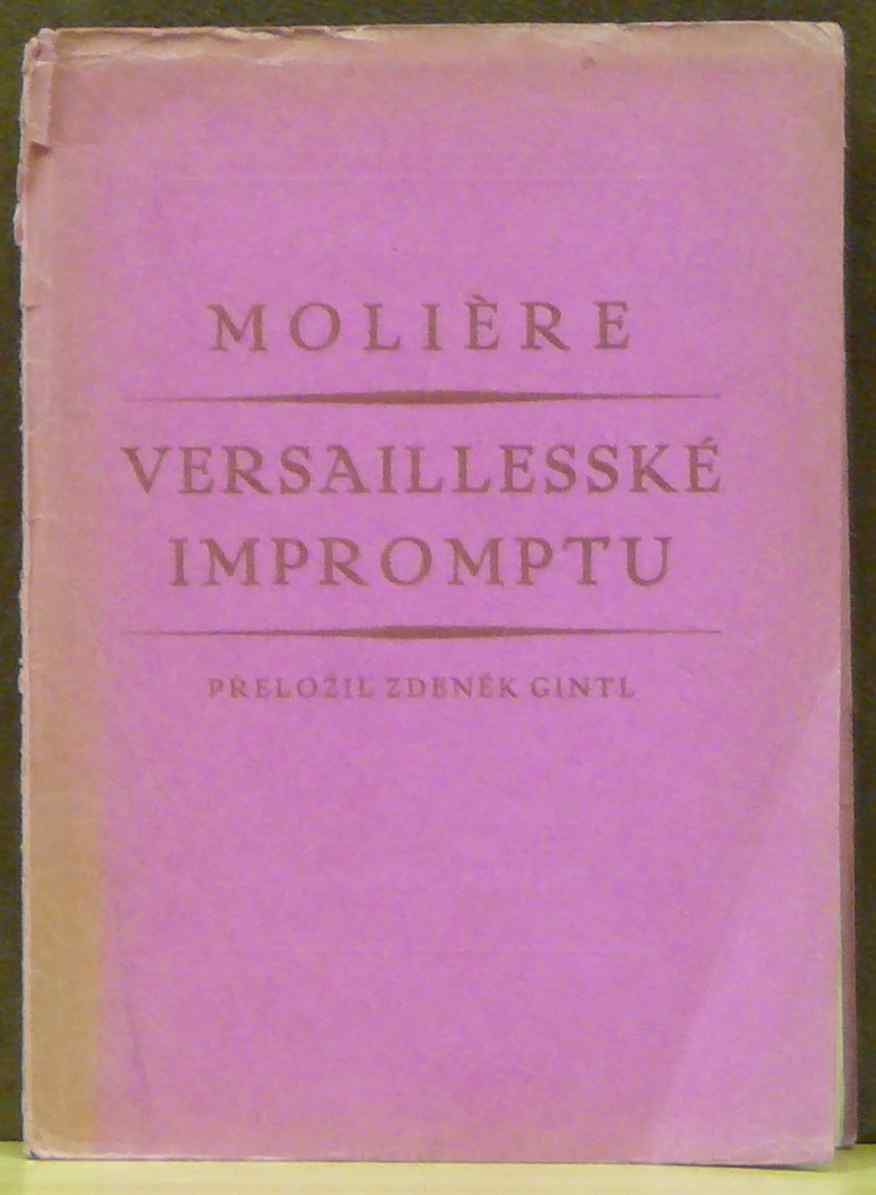 MOLIÈRE
VERSAILLESSKÉ
IMPROMPTU
PŘELOŽIL ZDENĚK GINTL